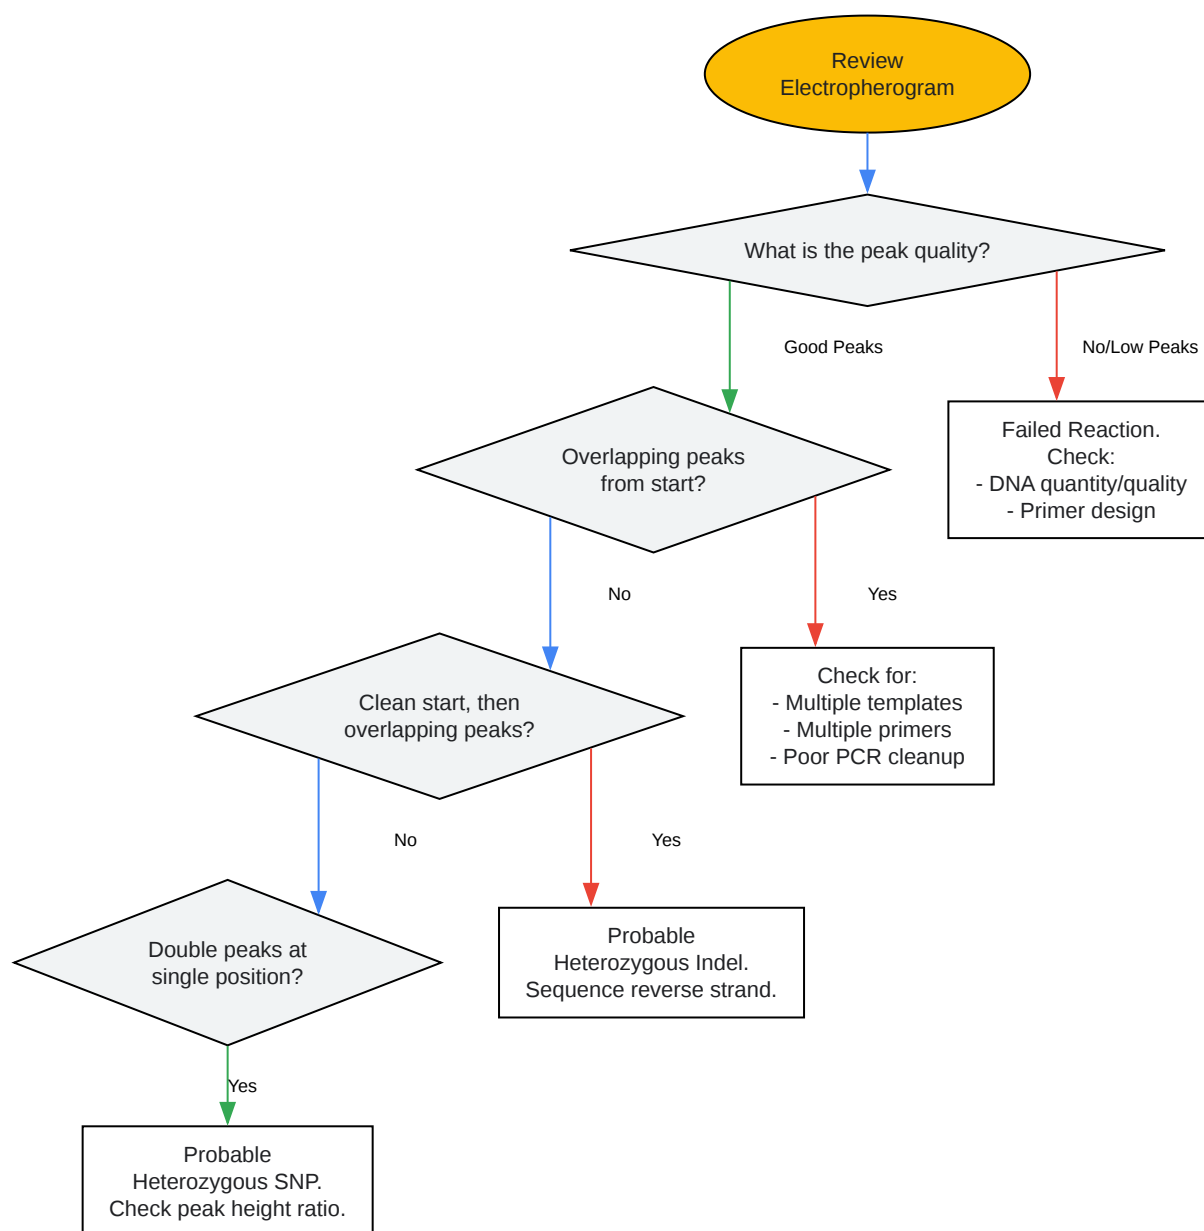 Review
Electropherogram
What is the peak quality?
Good Peaks
No/Low Peaks
Failed Reaction.
Check:
- DNA quantity/quality
- Primer design
Overlapping peaks
from start?
No
Yes
Check for:
- Multiple templates
- Multiple primers
- Poor PCR cleanup
Clean start, then
overlapping peaks?
No
Yes
Probable
Heterozygous Indel.
Sequence reverse strand.
Double peaks at
single position?
Yes
Probable
Heterozygous SNP.
Check peak height ratio.